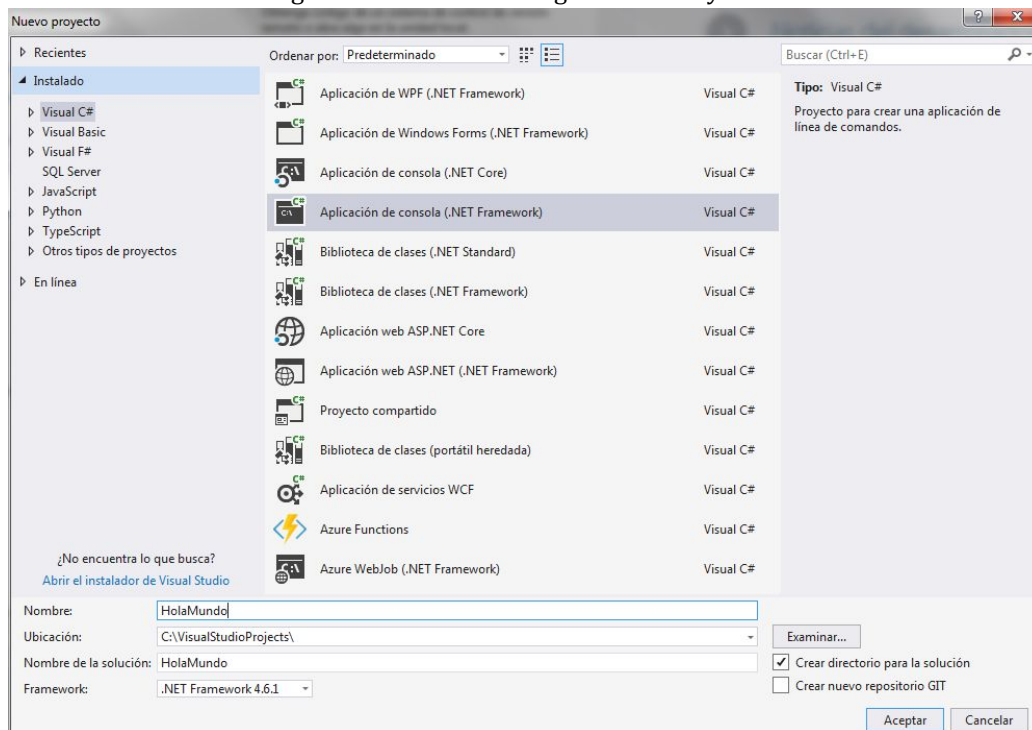 Nuevo proyecto
Recientes
Ordenar por: Predeterminado
Buscar (Ctrl+E)
Instalado
Visual C#
Visual Basic
Visual F#
SQL Server
JavaScript
Python
TypeScript
Otros tipos de proyectos
En línea
Aplicación de WPF (.NET Framework) Visual C#
Aplicación de Windows Forms (.NET Framework) Visual C#
Aplicación de consola (.NET Core) Visual C#
Aplicación de consola (.NET Framework) Visual C#
Biblioteca de clases (.NET Standard) Visual C#
Biblioteca de clases (.NET Framework) Visual C#
Aplicación web ASP.NET Core Visual C#
Aplicación web ASP.NET (.NET Framework) Visual C#
Proyecto compartido Visual C#
Biblioteca de clases (portátil heredada) Visual C#
Aplicación de servicios WCF Visual C#
Azure Functions Visual C#
Azure WebJob (.NET Framework) Visual C#
Tipo: Visual C#
Proyecto para crear una aplicación de
línea de comandos.
¿No encuentra lo que busca?
Abrir el instalador de Visual Studio
Nombre: HolaMundo
Ubicación: C:\VisualStudioProjects\
Examinar...
Nombre de la solución: HolaMundo
Crear directorio para la solución
Framework: .NET Framework 4.6.1
Crear nuevo repositorio GIT
Aceptar Cancelar